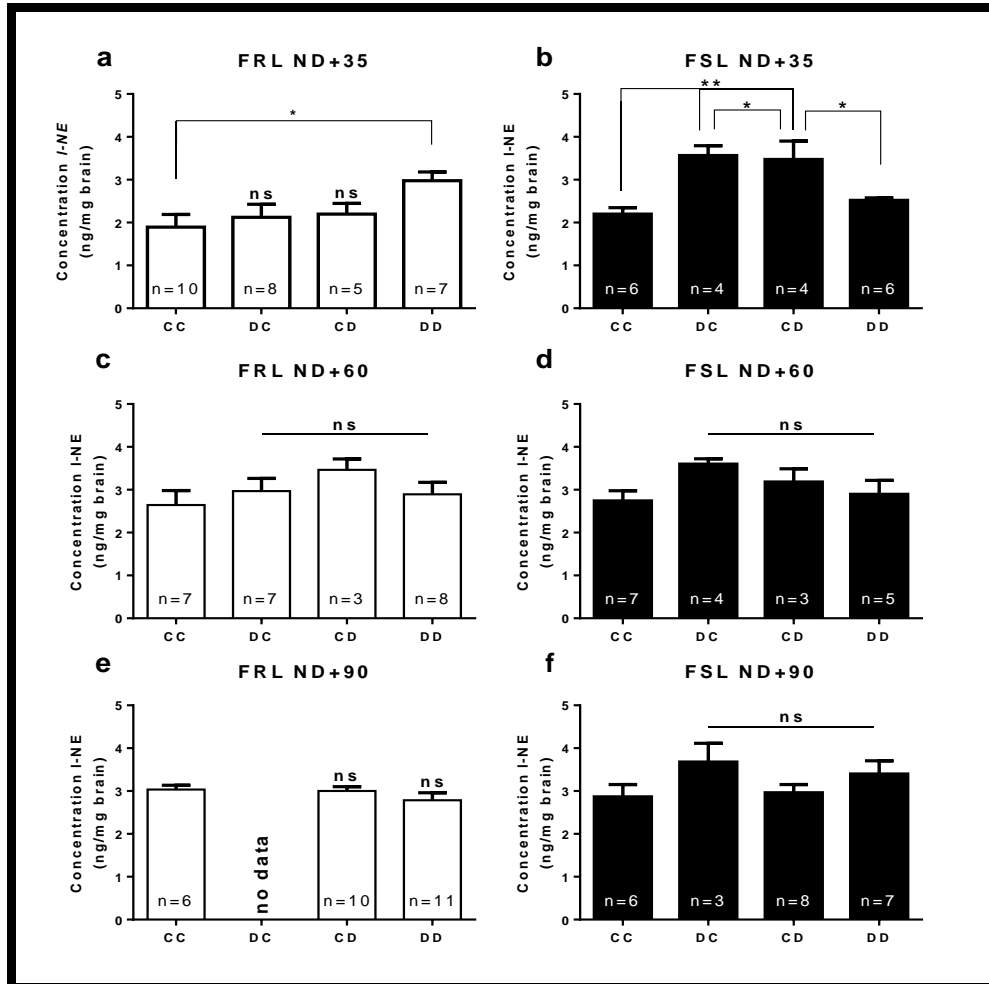 a
FRL ND+35
*
Concentration l-NE
(ng/mg brain)
5
4
3
2
1
0
ns
ns
n=10
n=8
n=5
n=7
CC
DC
CD
DD
b
FSL ND+35
**
*
*
Concentration l-NE
(ng/mg brain)
5
4
3
2
1
0
n=6
n=4
n=4
n=6
CC
DC
CD
DD
c
FRL ND+60
ns
Concentration l-NE
(ng/mg brain)
5
4
3
2
1
0
n=7
n=7
n=3
n=8
CC
DC
CD
DD
d
FSL ND+60
ns
Concentration l-NE
(ng/mg brain)
5
4
3
2
1
0
n=7
n=4
n=3
n=5
CC
DC
CD
DD
e
FRL ND+90
Concentration l-NE
(ng/mg brain)
5
4
3
2
1
0
ns
ns
no data
n=6
n=10
n=11
CC
DC
CD
DD
f
FSL ND+90
ns
Concentration l-NE
(ng/mg brain)
5
4
3
2
1
0
n=6
n=3
n=8
n=7
CC
DC
CD
DD